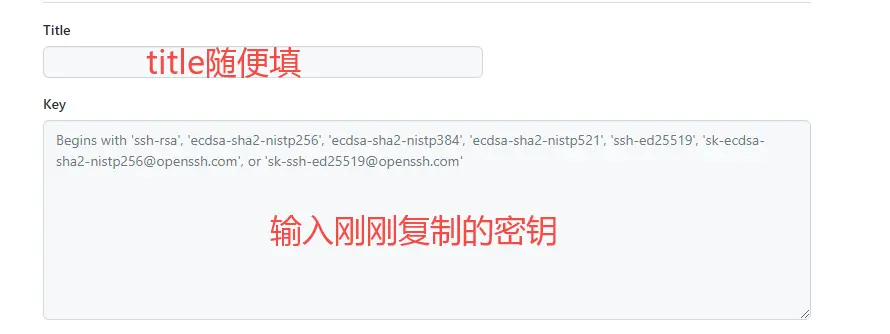 Title
title随便填
Key
Begins with 'ssh-rsa', 'ecdsa-sha2-nistp256', 'ecdsa-sha2-nistp384', 'ecdsa-sha2-nistp521', 'ssh-ed25519', 'sk-ecdsa-
sha2-nistp256@openssh.com', or 'sk-ssh-ed25519@openssh.com'
输入刚刚复制的密钥